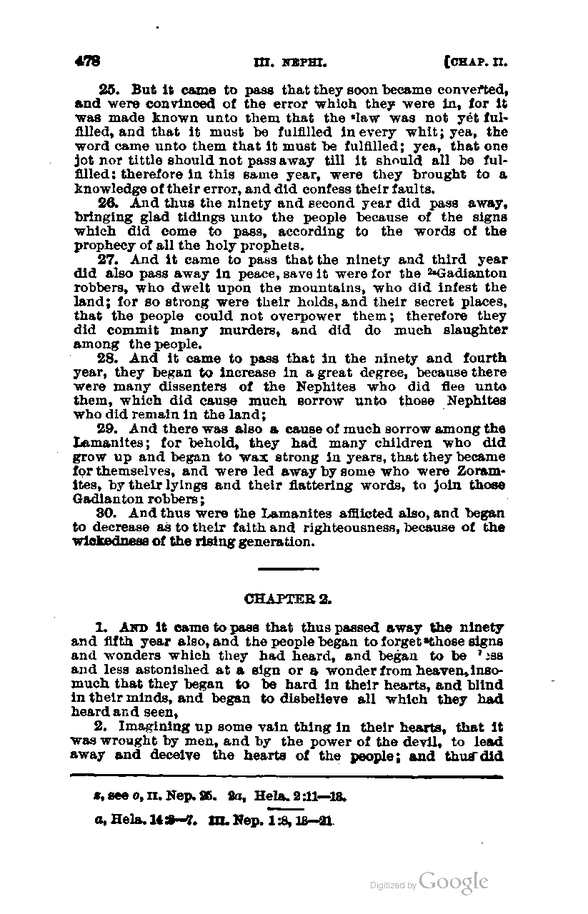 478 III. NEPHI. [CHAP. II.
25. But it came to pass that they soon became converted,
and were convinced of the error which they were in, for it
was made known unto them that the ᶻlaw was not yet ful-
filled, and that it must be fulfilled in every whit; yea, the
word came unto them that it must be fulfilled; yea, that one
jot nor tittle should not pass away till it should all be ful-
filled; therefore in this same year, were they brought to a
knowledge of their error, and did confess their faults.
26. And thus the ninety and second year did pass away,
bringing glad tidings unto the people because of the signs
which did come to pass, according to the words of the
prophecy of all the holy prophets.
27. And it came to pass that the ninety and third year
did also pass away in peace, save it were for the ²ᵃGadianton
robbers, who dwelt upon the mountains, who did infest the
land; for so strong were their holds, and their secret places,
that the people could not overpower them; therefore they
did commit many murders, and did do much slaughter
among the people.
28. And it came to pass that in the ninety and fourth
year, they began to increase in a great degree, because there
were many dissenters of the Nephites who did flee unto
them, which did cause much sorrow unto those Nephites
who did remain in the land;
29. And there was also a cause of much sorrow among the
Lamanites; for behold, they had many children who did
grow up and began to wax strong in years, that they became
for themselves, and were led away by some who were Zoram-
ites, by their lyings and their flattering words, to join those
Gadianton robbers;
30. And thus were the Lamanites afflicted also, and began
to decrease as to their faith and righteousness, because of the
wickedness of the rising generation.
CHAPTER 2.
1. AND it came to pass that thus passed away the ninety
and fifth year also, and the people began to forget ᵃthose signs
and wonders which they had heard, and began to be less
and less astonished at a sign or a wonder from heaven, inso-
much that they began to be hard in their hearts, and blind
in their minds, and began to disbelieve all which they had
heard and seen,
2. Imagining up some vain thing in their hearts, that it
was wrought by men, and by the power of the devil, to lead
away and deceive the hearts of the people; and thus did
z, see o, II. Nep. 25. 2a, Hela. 2:11—13.
a, Hela. 14:3—7. III. Nep. 1:8, 13—21.
Digitized by Google